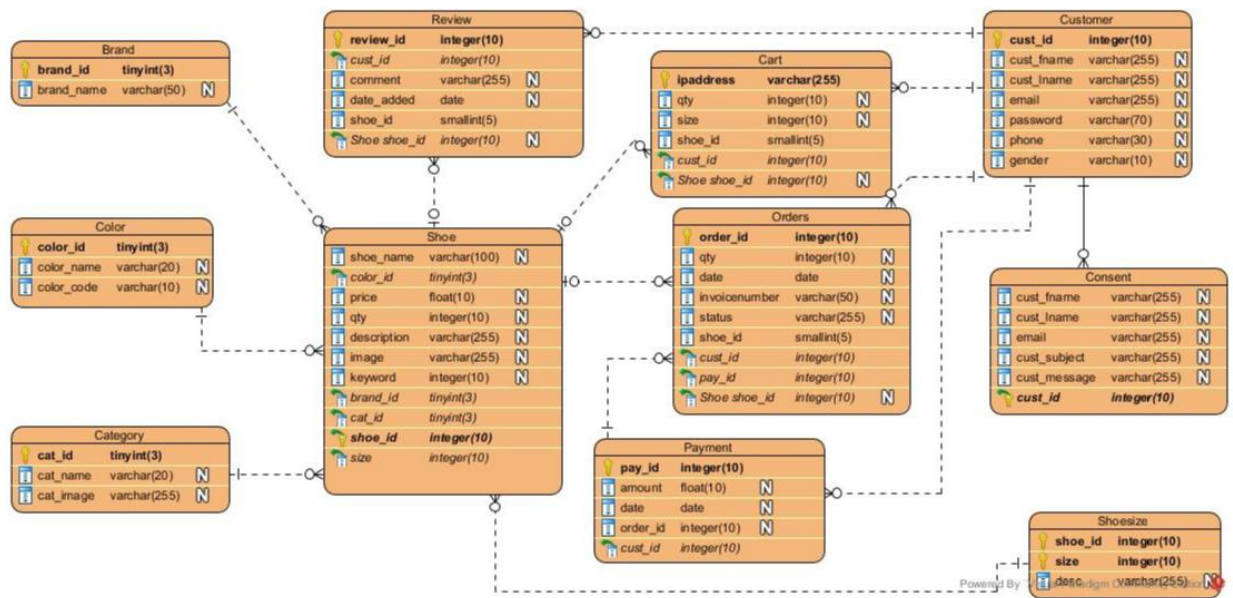 Brand
brand_id tinyint(3)
brand_name varchar(50) N
Review
review_id integer(10)
cust_id integer(10)
comment varchar(255) N
date_added date N
shoe_id smallint(5)
Shoe shoe_id integer(10) N
Cart
ipaddress varchar(255)
qty integer(10) N
size integer(10) N
shoe_id smallint(5)
cust_id integer(10)
Shoe shoe_id integer(10) N
Customer
cust_id integer(10)
cust_fname varchar(255) N
cust_lname varchar(255) N
email varchar(255) N
password varchar(70) N
phone varchar(30) N
gender varchar(10) N
Color
color_id tinyint(3)
color_name varchar(20) N
color_code varchar(10) N
Shoe
shoe_name varchar(100) N
color_id tinyint(3)
price float(10) N
qty integer(10) N
description varchar(255) N
image varchar(255) N
keyword integer(10) N
brand_id tinyint(3)
cat_id tinyint(3)
shoe_id integer(10)
size integer(10)
Orders
order_id integer(10)
qty integer(10) N
date date N
invoicenumber varchar(50) N
status varchar(255) N
shoe_id smallint(5)
cust_id integer(10)
pay_id integer(10)
Shoe shoe_id integer(10) N
Consent
cust_fname varchar(255) N
cust_lname varchar(255) N
email varchar(255) N
cust_subject varchar(255) N
cust_message varchar(255) N
cust_id integer(10)
Category
cat_id tinyint(3)
cat_name varchar(20) N
cat_image varchar(255) N
Payment
pay_id integer(10)
amount float(10) N
date date N
order_id integer(10) N
cust_id integer(10)
Shoesize
shoe_id integer(10)
size integer(10)
desc varchar(255) N
Powered By Visual Paradigm Community Edition